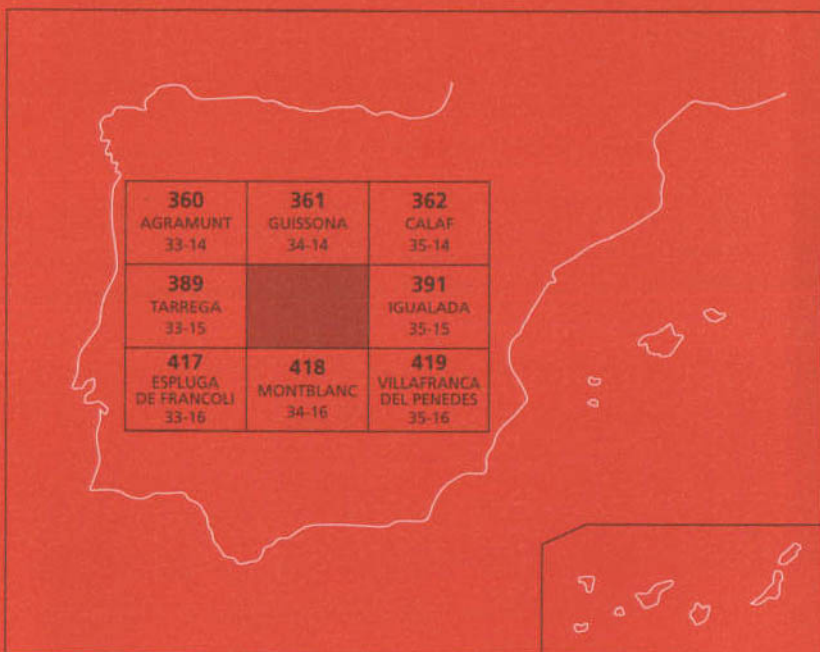 360
AGRAMUNT
33-14
361
GUISSONA
34-14
362
CALAF
35-14
389
TARREGA
33-15
391
IGUALADA
35-15
417
ESPLUGA
DE FRANCOLI
33-16
418
MONTBLANC
34-16
419
VILLAFRANCA
DEL PENEDES
35-16